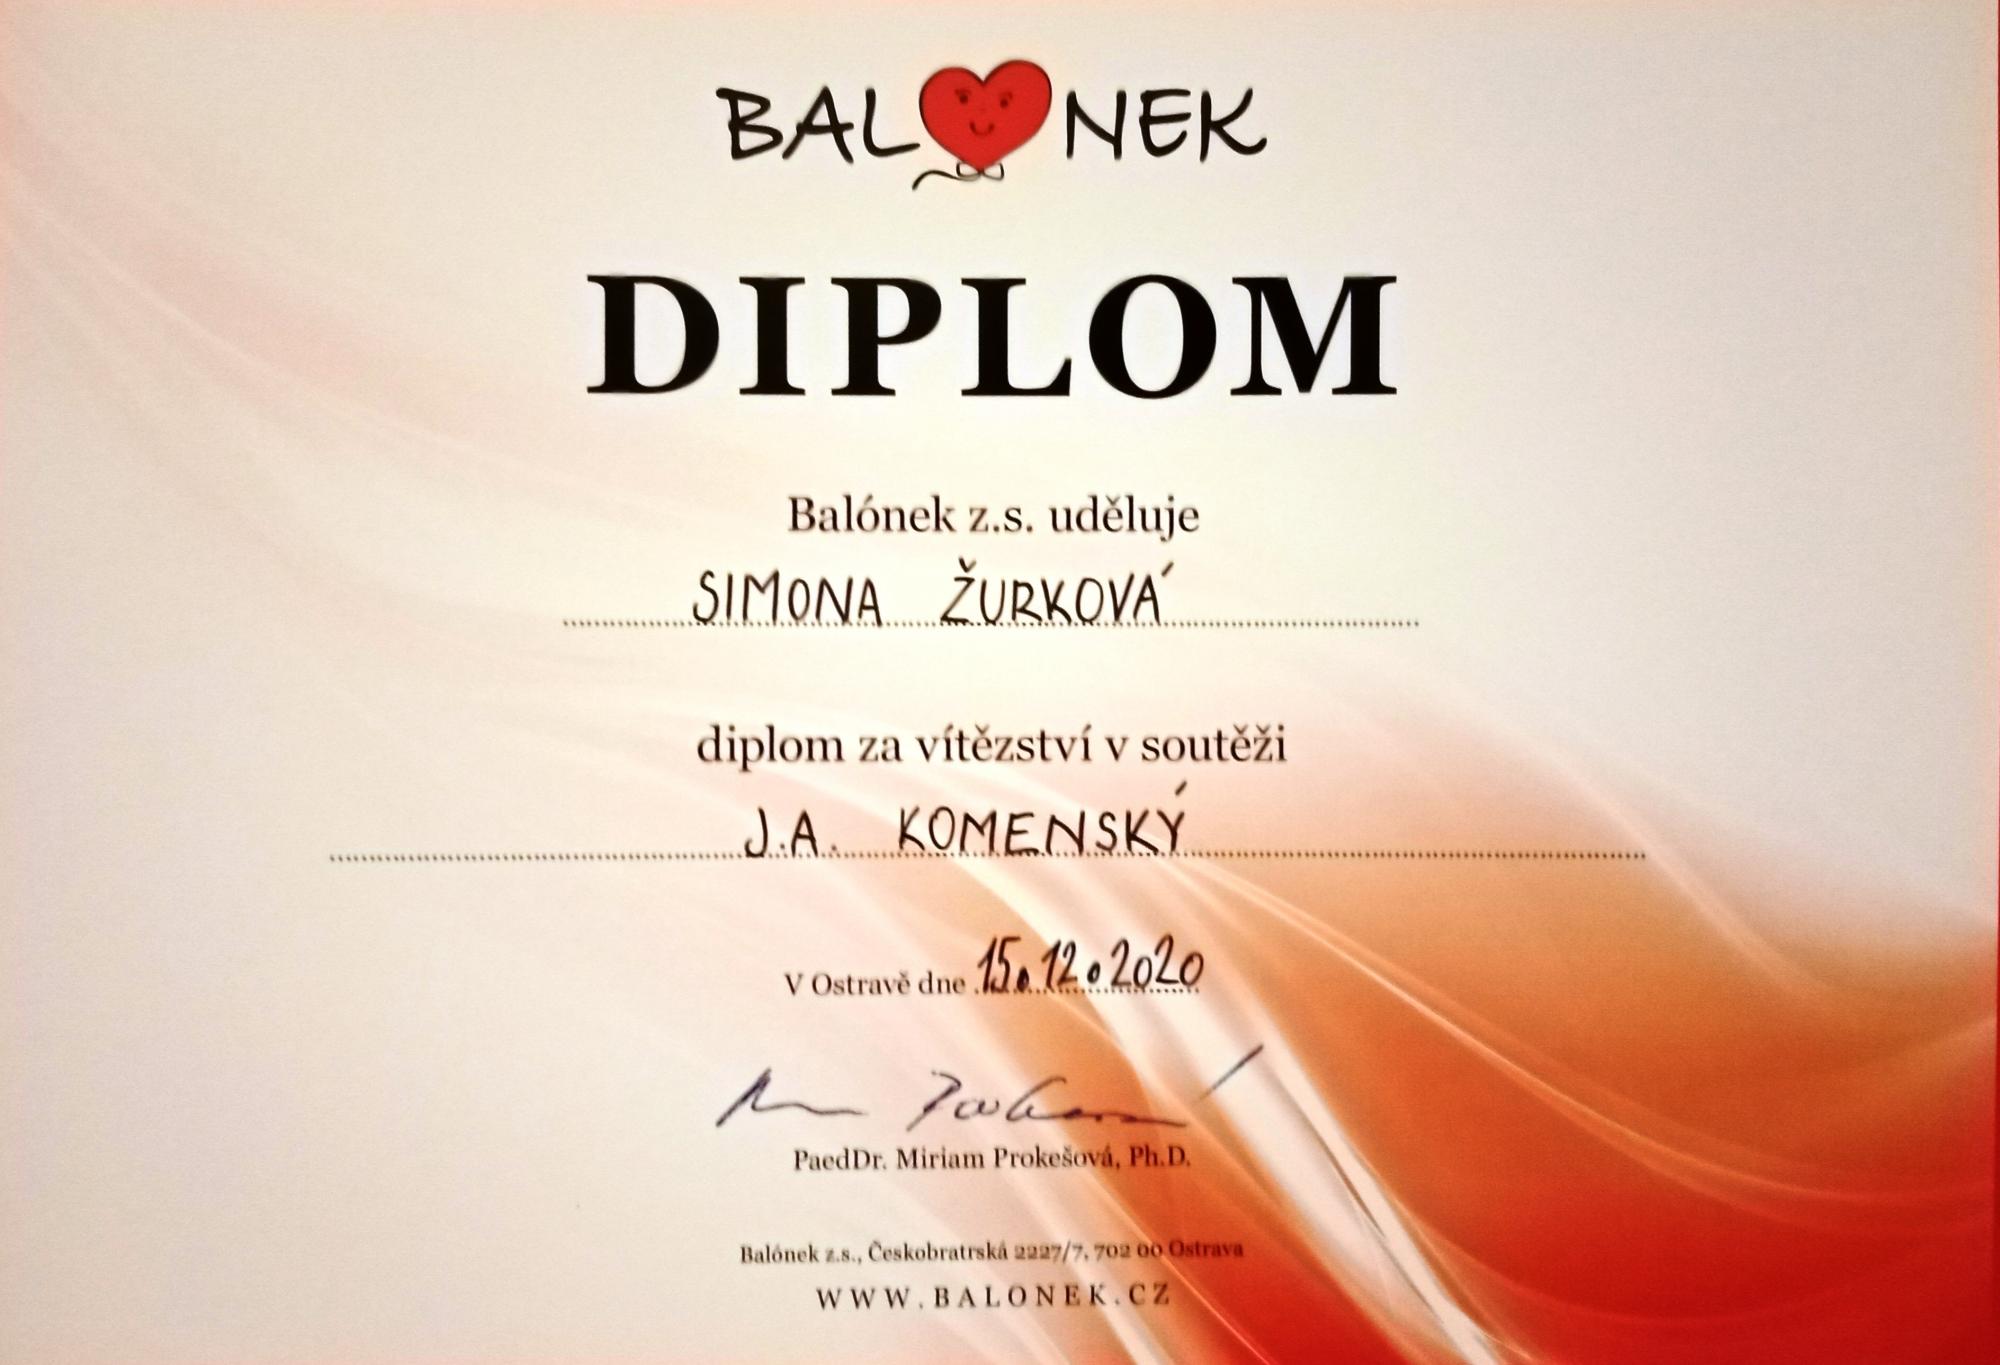 BALONEK
DIPLOM
Balónek z.s. uděluje
SIMONA ŽURKOVÁ
diplom za vítězství v soutěži
J.A. KOMENSKÝ
V Ostravě dne 15.12.2020
PaedDr. Miriam Prokešová, Ph.D.
Balónek z.s., Českobratrská 2227/7, 702 00 Ostrava
WWW.BALONEK.CZ